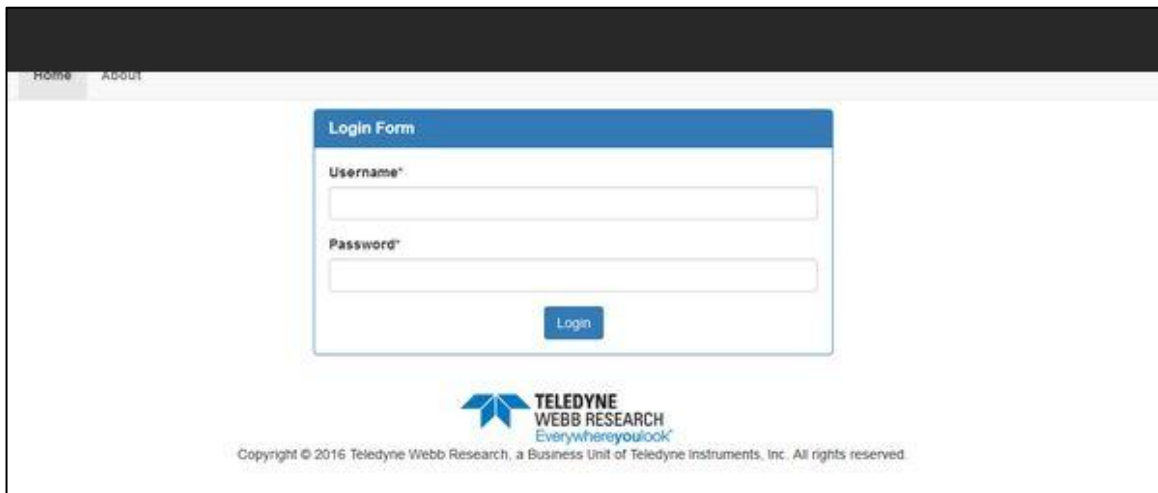 Home About
Login Form
Username*
Password*
Login
TELEDYNE
WEBB RESEARCH
Everywhereyoulook™
Copyright © 2016 Teledyne Webb Research, a Business Unit of Teledyne Instruments, Inc. All rights reserved.